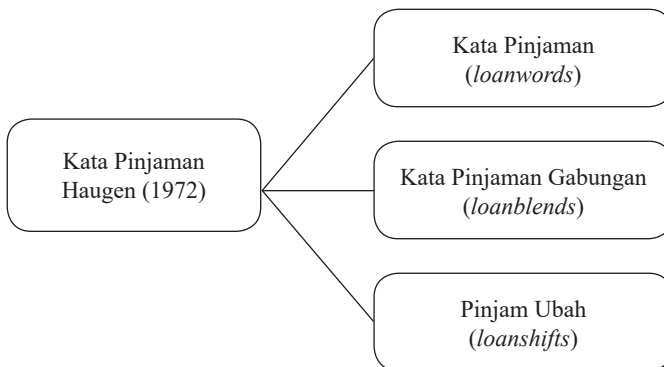 Kata Pinjaman
(loanwords)
Kata Pinjaman
Haugen (1972)
Kata Pinjaman Gabungan
(loanblends)
Pinjam Ubah
(loanshifts)